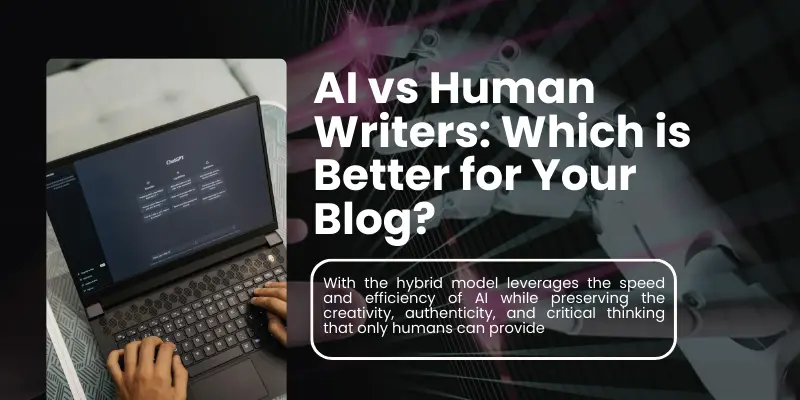 ChatGPT
AI vs Human
Writers: Which is
Better for Your
Blog?
With the hybrid model leverages the speed
and efficiency of AI while preserving the
creativity, authenticity, and critical thinking
that only humans can provide